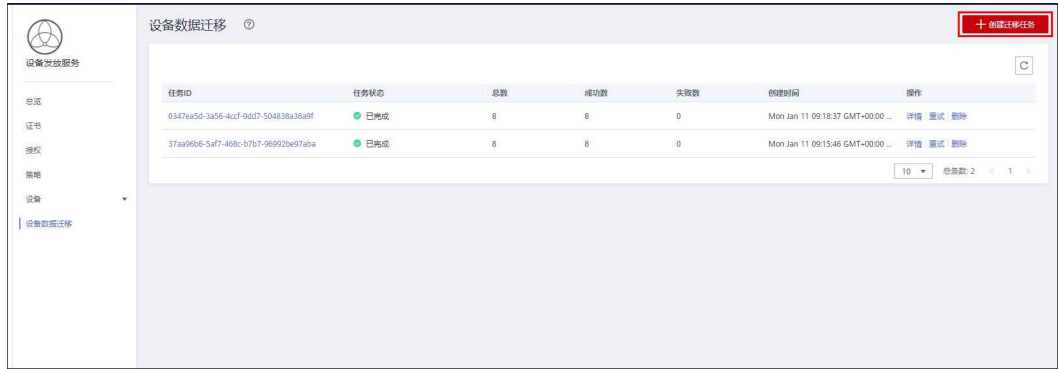 设备发放服务
总览
证书
授权
策略
设备
设备数据迁移
设备数据迁移 ?
创建迁移任务
任务ID 任务状态 总数 成功数 失败数 创建时间 操作
0347ea5d-3a56-4ccf-9dd7-504838a36a9f 已完成 8 8 0 Mon Jan 11 09:18:37 GMT+00:00 ... 详情 重试 删除
37aa96b6-5af7-468c-b7b7-96992be97aba 已完成 8 8 0 Mon Jan 11 09:15:46 GMT+00:00 ... 详情 重试 删除
10 总条数: 2 < 1 >